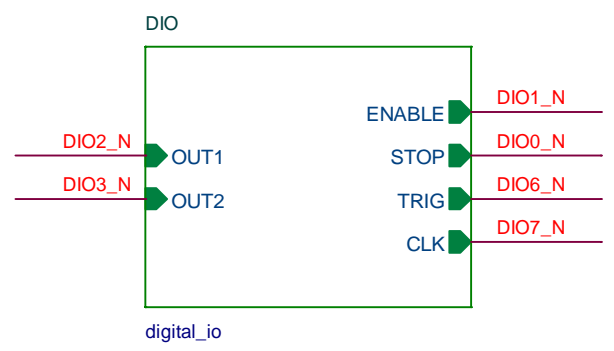 DIO
DIO1_N
ENABLE
DIO2_N
OUT1
STOP
DIO0_N
DIO3_N
OUT2
TRIG
DIO6_N
CLK
DIO7_N
digital_io